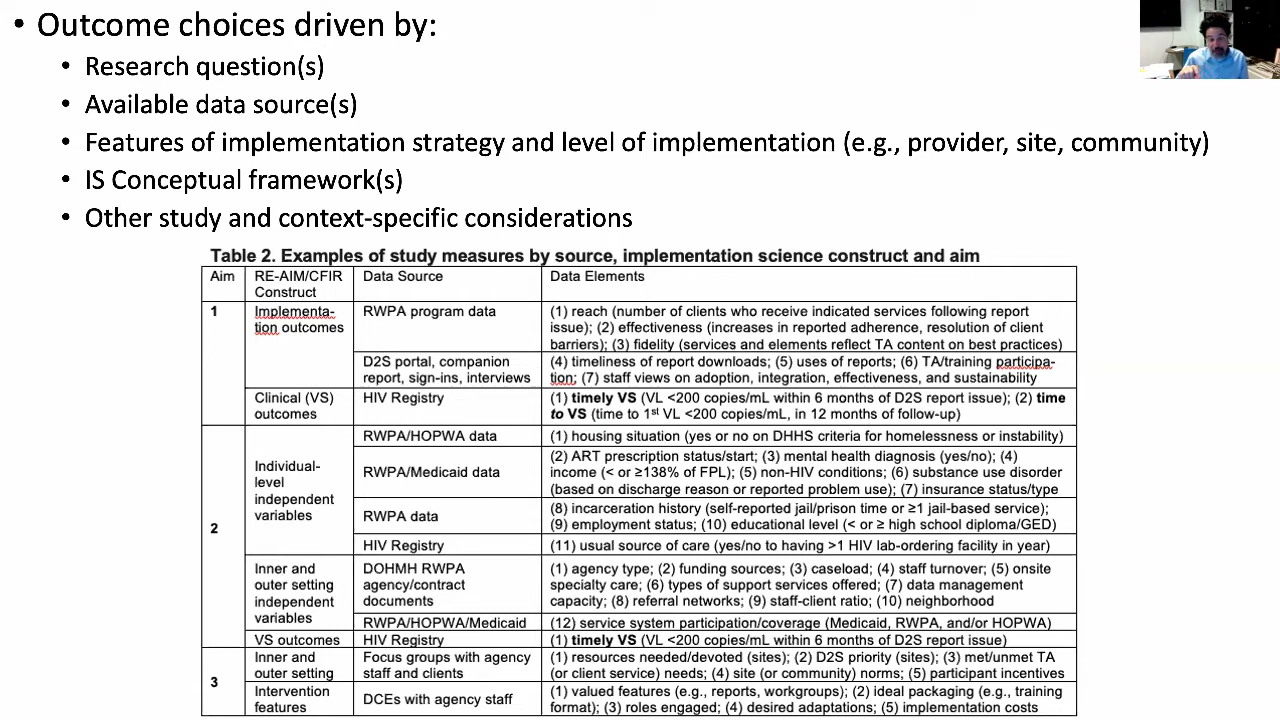 • Outcome choices driven by:
• Research question(s)
• Available data source(s)
• Features of implementation strategy and level of implementation (e.g., provider, site, community)
• IS Conceptual framework(s)
• Other study and context-specific considerations
Table 2. Examples of study measures by source, implementation science construct and aim
Aim RE-AIM/CFIR Construct Data Source Data Elements
1
Implementa-
tion outcomes
RWPA program data
(1) reach (number of clients who receive indicated services following report
issue); (2) effectiveness (increases in reported adherence, resolution of client
barriers); (3) fidelity (services and elements reflect TA content on best practices)
D2S portal, companion
report, sign-ins, interviews
(4) timeliness of report downloads; (5) uses of reports; (6) TA/training participa-
tion; (7) staff views on adoption, integration, effectiveness, and sustainability
Clinical (VS)
outcomes
HIV Registry
(1) timely VS (VL <200 copies/mL within 6 months of D2S report issue); (2) time
to VS (time to 1st VL <200 copies/mL, in 12 months of follow-up)
2
Individual-
level
independent
variables
RWPA/HOPWA data
(1) housing situation (yes or no on DHHS criteria for homelessness or instability)
RWPA/Medicaid data
(2) ART prescription status/start; (3) mental health diagnosis (yes/no); (4)
income (< or ≥138% of FPL); (5) non-HIV conditions; (6) substance use disorder
(based on discharge reason or reported problem use); (7) insurance status/type
RWPA data
(8) incarceration history (self-reported jail/prison time or ≥1 jail-based service);
(9) employment status; (10) educational level (< or ≥ high school diploma/GED)
HIV Registry
(11) usual source of care (yes/no to having >1 HIV lab-ordering facility in year)
Inner and
outer setting
independent
variables
DOHMH RWPA
agency/contract
documents
(1) agency type; (2) funding sources; (3) caseload; (4) staff turnover; (5) onsite
specialty care; (6) types of support services offered; (7) data management
capacity; (8) referral networks; (9) staff-client ratio; (10) neighborhood
RWPA/HOPWA/Medicaid
(12) service system participation/coverage (Medicaid, RWPA, and/or HOPWA)
VS outcomes
HIV Registry
(1) timely VS (VL <200 copies/mL within 6 months of D2S report issue)
3
Inner and
outer setting
Focus groups with agency
staff and clients
(1) resources needed/devoted (sites); (2) D2S priority (sites); (3) met/unmet TA
(or client service) needs; (4) site (or community) norms; (5) participant incentives
Intervention
features
DCEs with agency staff
(1) valued features (e.g., reports, workgroups); (2) ideal packaging (e.g., training
format); (3) roles engaged; (4) desired adaptations; (5) implementation costs